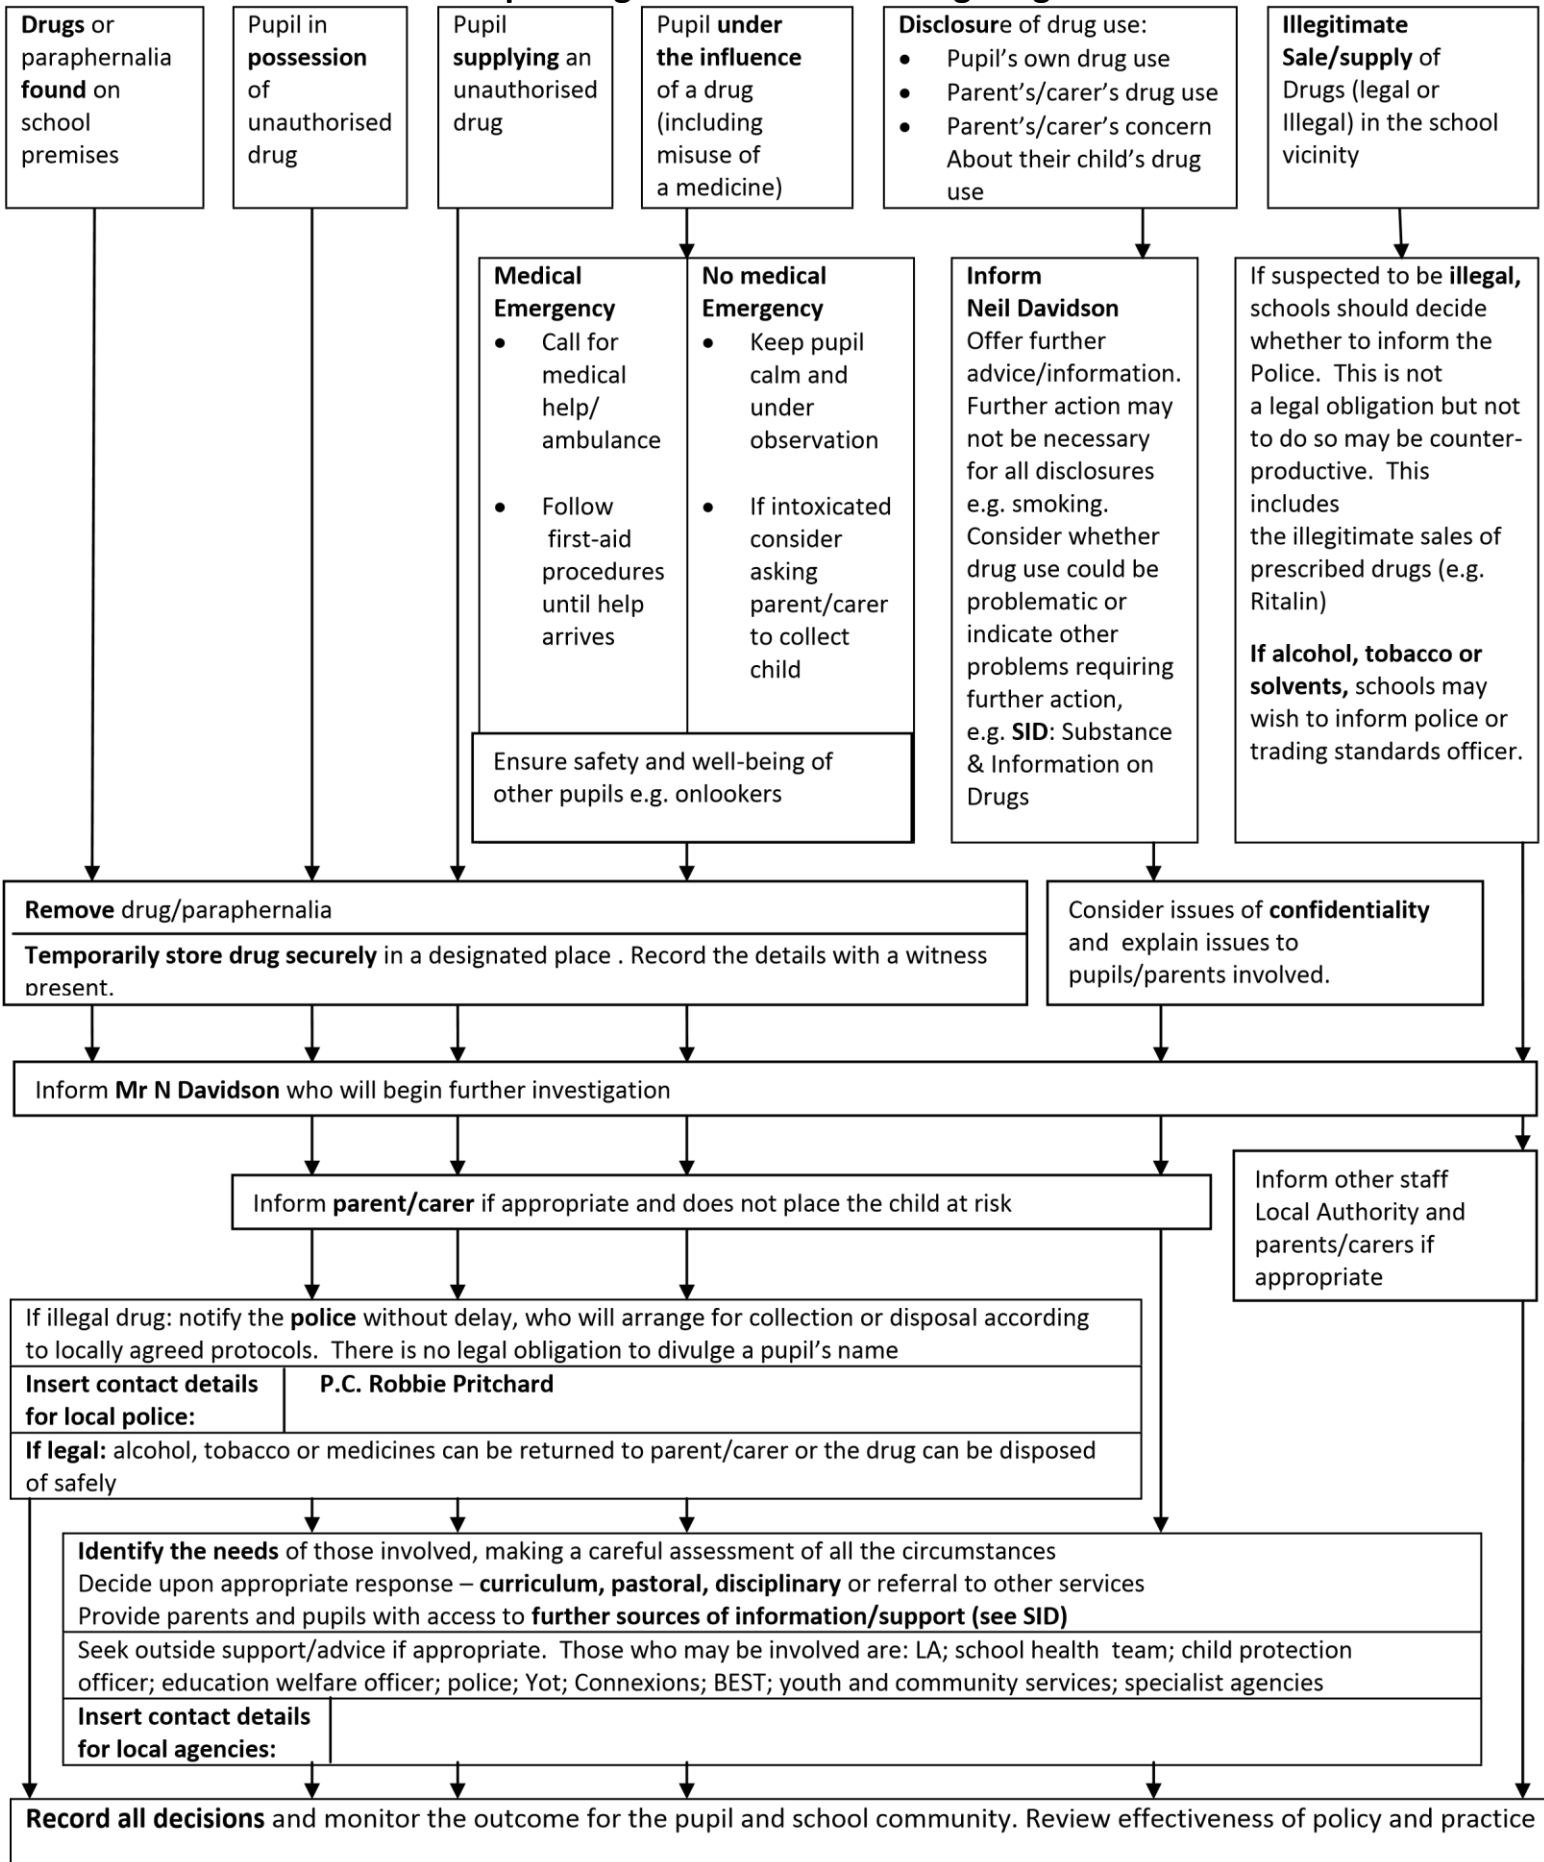 Drugs or
paraphernalia
found on
school
premises
Pupil in
possession
of
unauthorised
drug
Pupil
supplying an
unauthorised
drug
Pupil under
the influence
of a drug
(including
misuse of
a medicine)
Disclosure of drug use:
• Pupil’s own drug use
• Parent’s/carer’s drug use
• Parent’s/carer’s concern
About their child’s drug
use
Illegitimate
Sale/supply of
Drugs (legal or
Illegal) in the school
vicinity
Medical
Emergency
• Call for
medical
help/
ambulance
• Follow
first-aid
procedures
until help
arrives
No medical
Emergency
• Keep pupil
calm and
under
observation
• If intoxicated
consider
asking
parent/carer
to collect
child
Ensure safety and well-being of
other pupils e.g. onlookers
Inform
Neil Davidson
Offer further
advice/information.
Further action may
not be necessary
for all disclosures
e.g. smoking.
Consider whether
drug use could be
problematic or
indicate other
problems requiring
further action,
e.g. SID: Substance
& Information on
Drugs
If suspected to be illegal,
schools should decide
whether to inform the
Police. This is not
a legal obligation but not
to do so may be counter-
productive. This
includes
the illegitimate sales of
prescribed drugs (e.g.
Ritalin)
If alcohol, tobacco or
solvents, schools may
wish to inform police or
trading standards officer.
Remove drug/paraphernalia
Temporarily store drug securely in a designated place . Record the details with a witness
present.
Consider issues of confidentiality
and explain issues to
pupils/parents involved.
Inform Mr N Davidson who will begin further investigation
Inform parent/carer if appropriate and does not place the child at risk
Inform other staff
Local Authority and
parents/carers if
appropriate
If illegal drug: notify the police without delay, who will arrange for collection or disposal according
to locally agreed protocols. There is no legal obligation to divulge a pupil’s name
Insert contact details
for local police:
P.C. Robbie Pritchard
If legal: alcohol, tobacco or medicines can be returned to parent/carer or the drug can be disposed
of safely
Identify the needs of those involved, making a careful assessment of all the circumstances
Decide upon appropriate response – curriculum, pastoral, disciplinary or referral to other services
Provide parents and pupils with access to further sources of information/support (see SID)
Seek outside support/advice if appropriate. Those who may be involved are: LA; school health team; child protection
officer; education welfare officer; police; Yot; Connexions; BEST; youth and community services; specialist agencies
Insert contact details
for local agencies:
Record all decisions and monitor the outcome for the pupil and school community. Review effectiveness of policy and practice